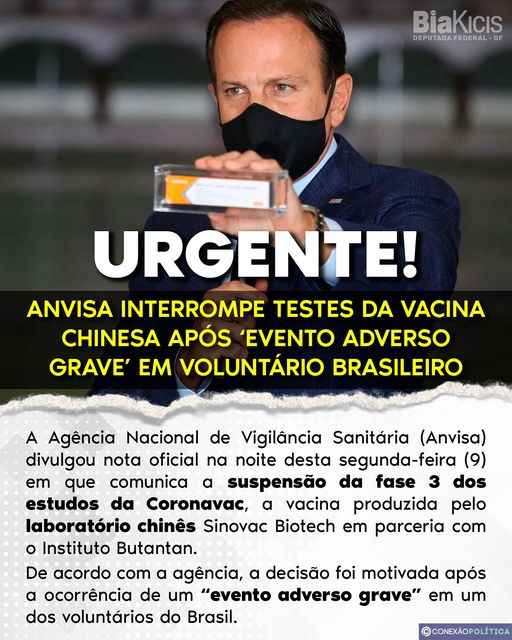 BiaKicis
DEPUTADA FEDERAL - DF
URGENTE!
ANVISA INTERROMPE TESTES DA VACINA
CHINESA APÓS ‘EVENTO ADVERSO
GRAVE’ EM VOLUNTÁRIO BRASILEIRO
A Agência Nacional de Vigilância Sanitária (Anvisa)
divulgou nota oficial na noite desta segunda-feira (9)
em que comunica a suspensão da fase 3 dos
estudos da Coronavac, a vacina produzida pelo
laboratório chinês Sinovac Biotech em parceria com
o Instituto Butantan.
De acordo com a agência, a decisão foi motivada após
a ocorrência de um “evento adverso grave” em um
dos voluntários do Brasil.
© CONEXÃOPOLÍTICA